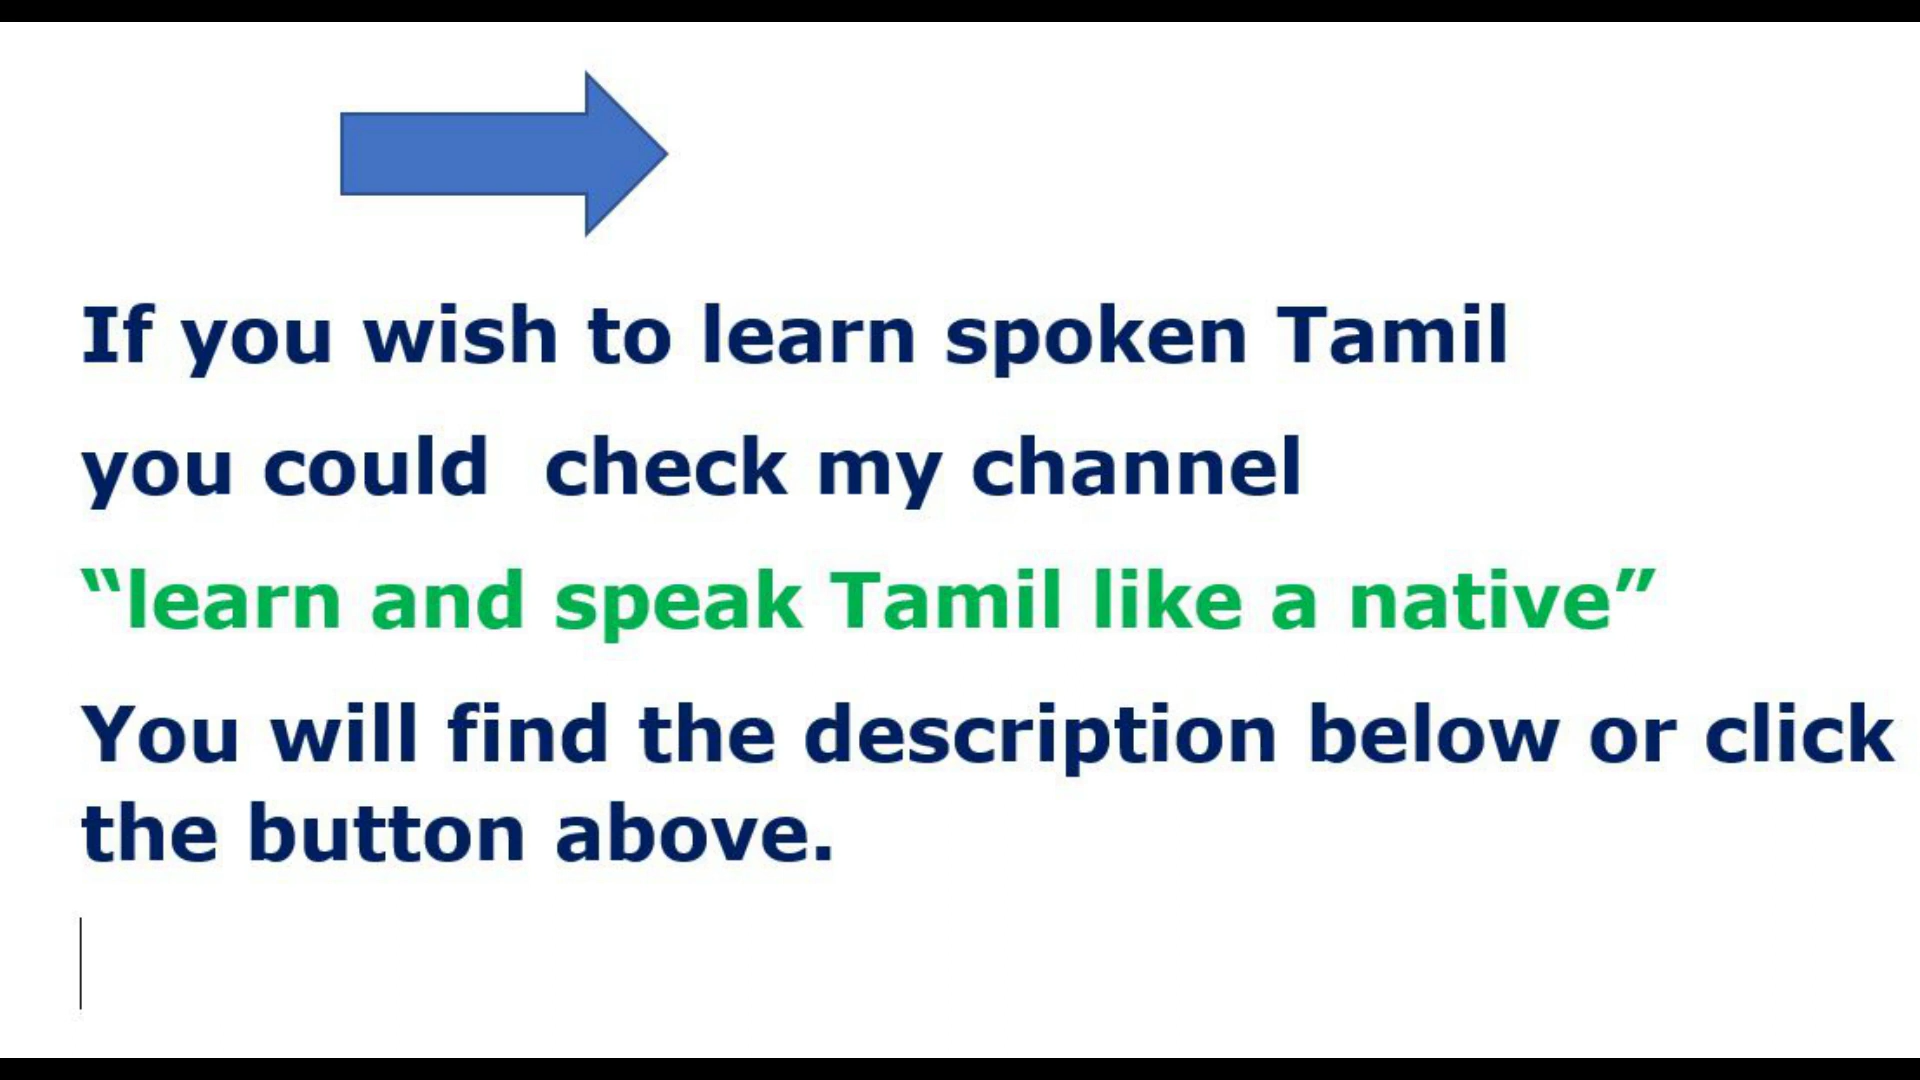 If you wish to learn spoken Tamil
you could  check my channel
“learn and speak Tamil like a native”
You will find the description below or click
the button above.